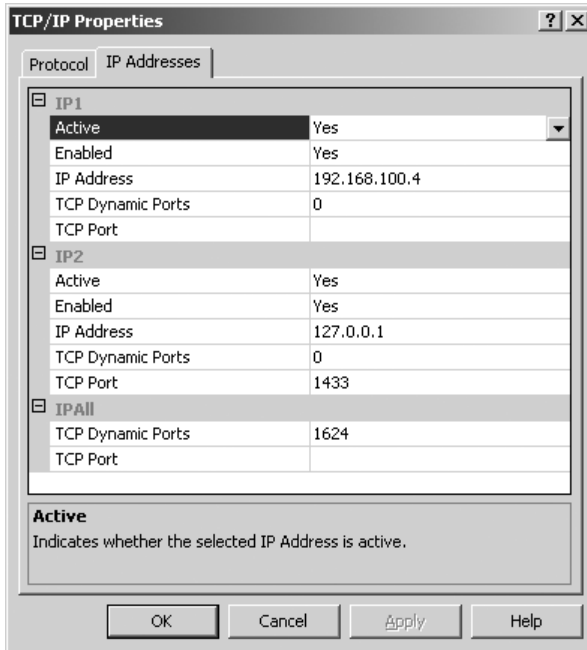 TCP/IP Properties
Protocol IP Addresses
IP1
Active Yes
Enabled Yes
IP Address 192.168.100.4
TCP Dynamic Ports 0
TCP Port
IP2
Active Yes
Enabled Yes
IP Address 127.0.0.1
TCP Dynamic Ports 0
TCP Port 1433
IPAll
TCP Dynamic Ports 1624
TCP Port
Active
Indicates whether the selected IP Address is active.
OK Cancel Apply Help